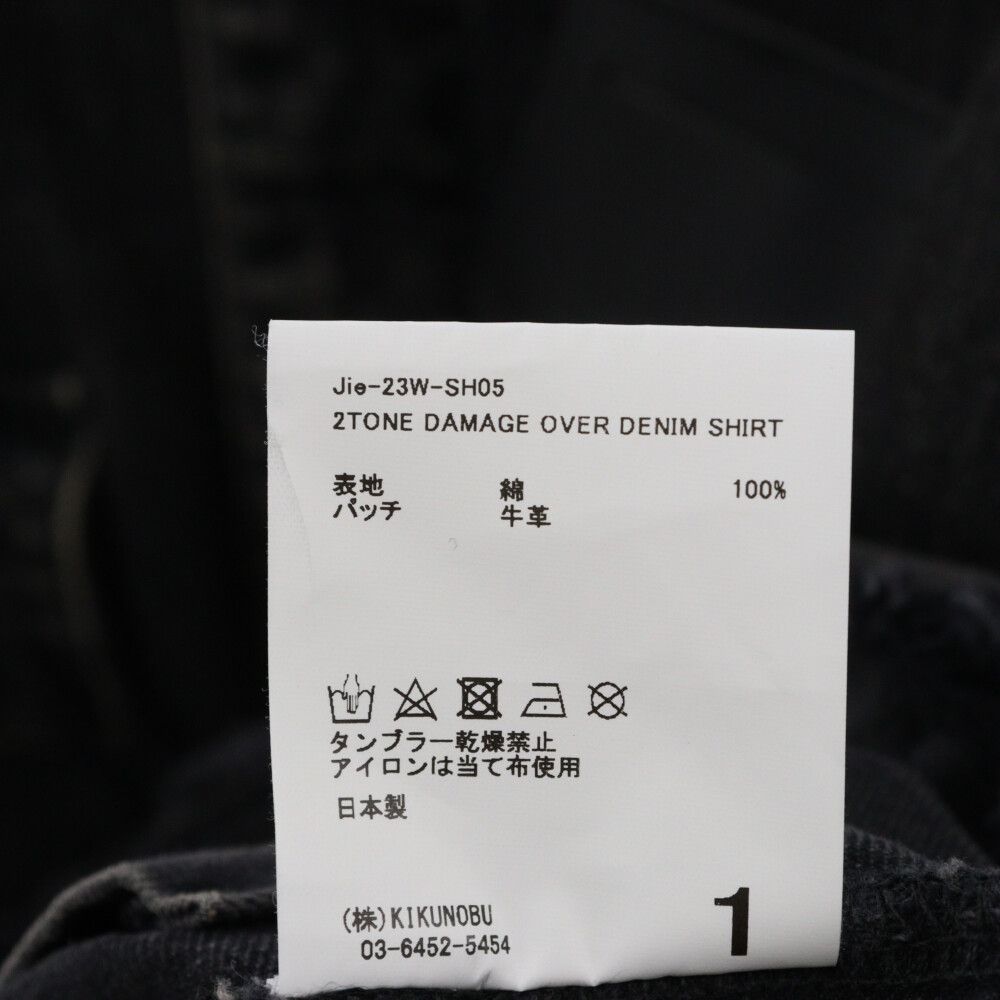 Jie-23W-SH05
2TONE DAMAGE OVER DENIM SHIRT
表地 綿 100%
パッチ 牛革
タンブラー乾燥禁止
アイロンは当て布使用
日本製
(株)KIKUNOBU
03-6452-5454
1